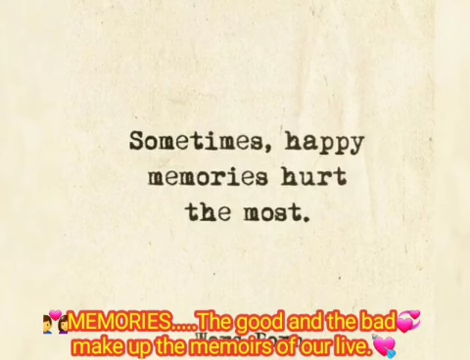 Sometimes, happy
memories hurt
the most.
💑MEMORIES.....The good and the bad💞
make up the memoirs of our live.💘